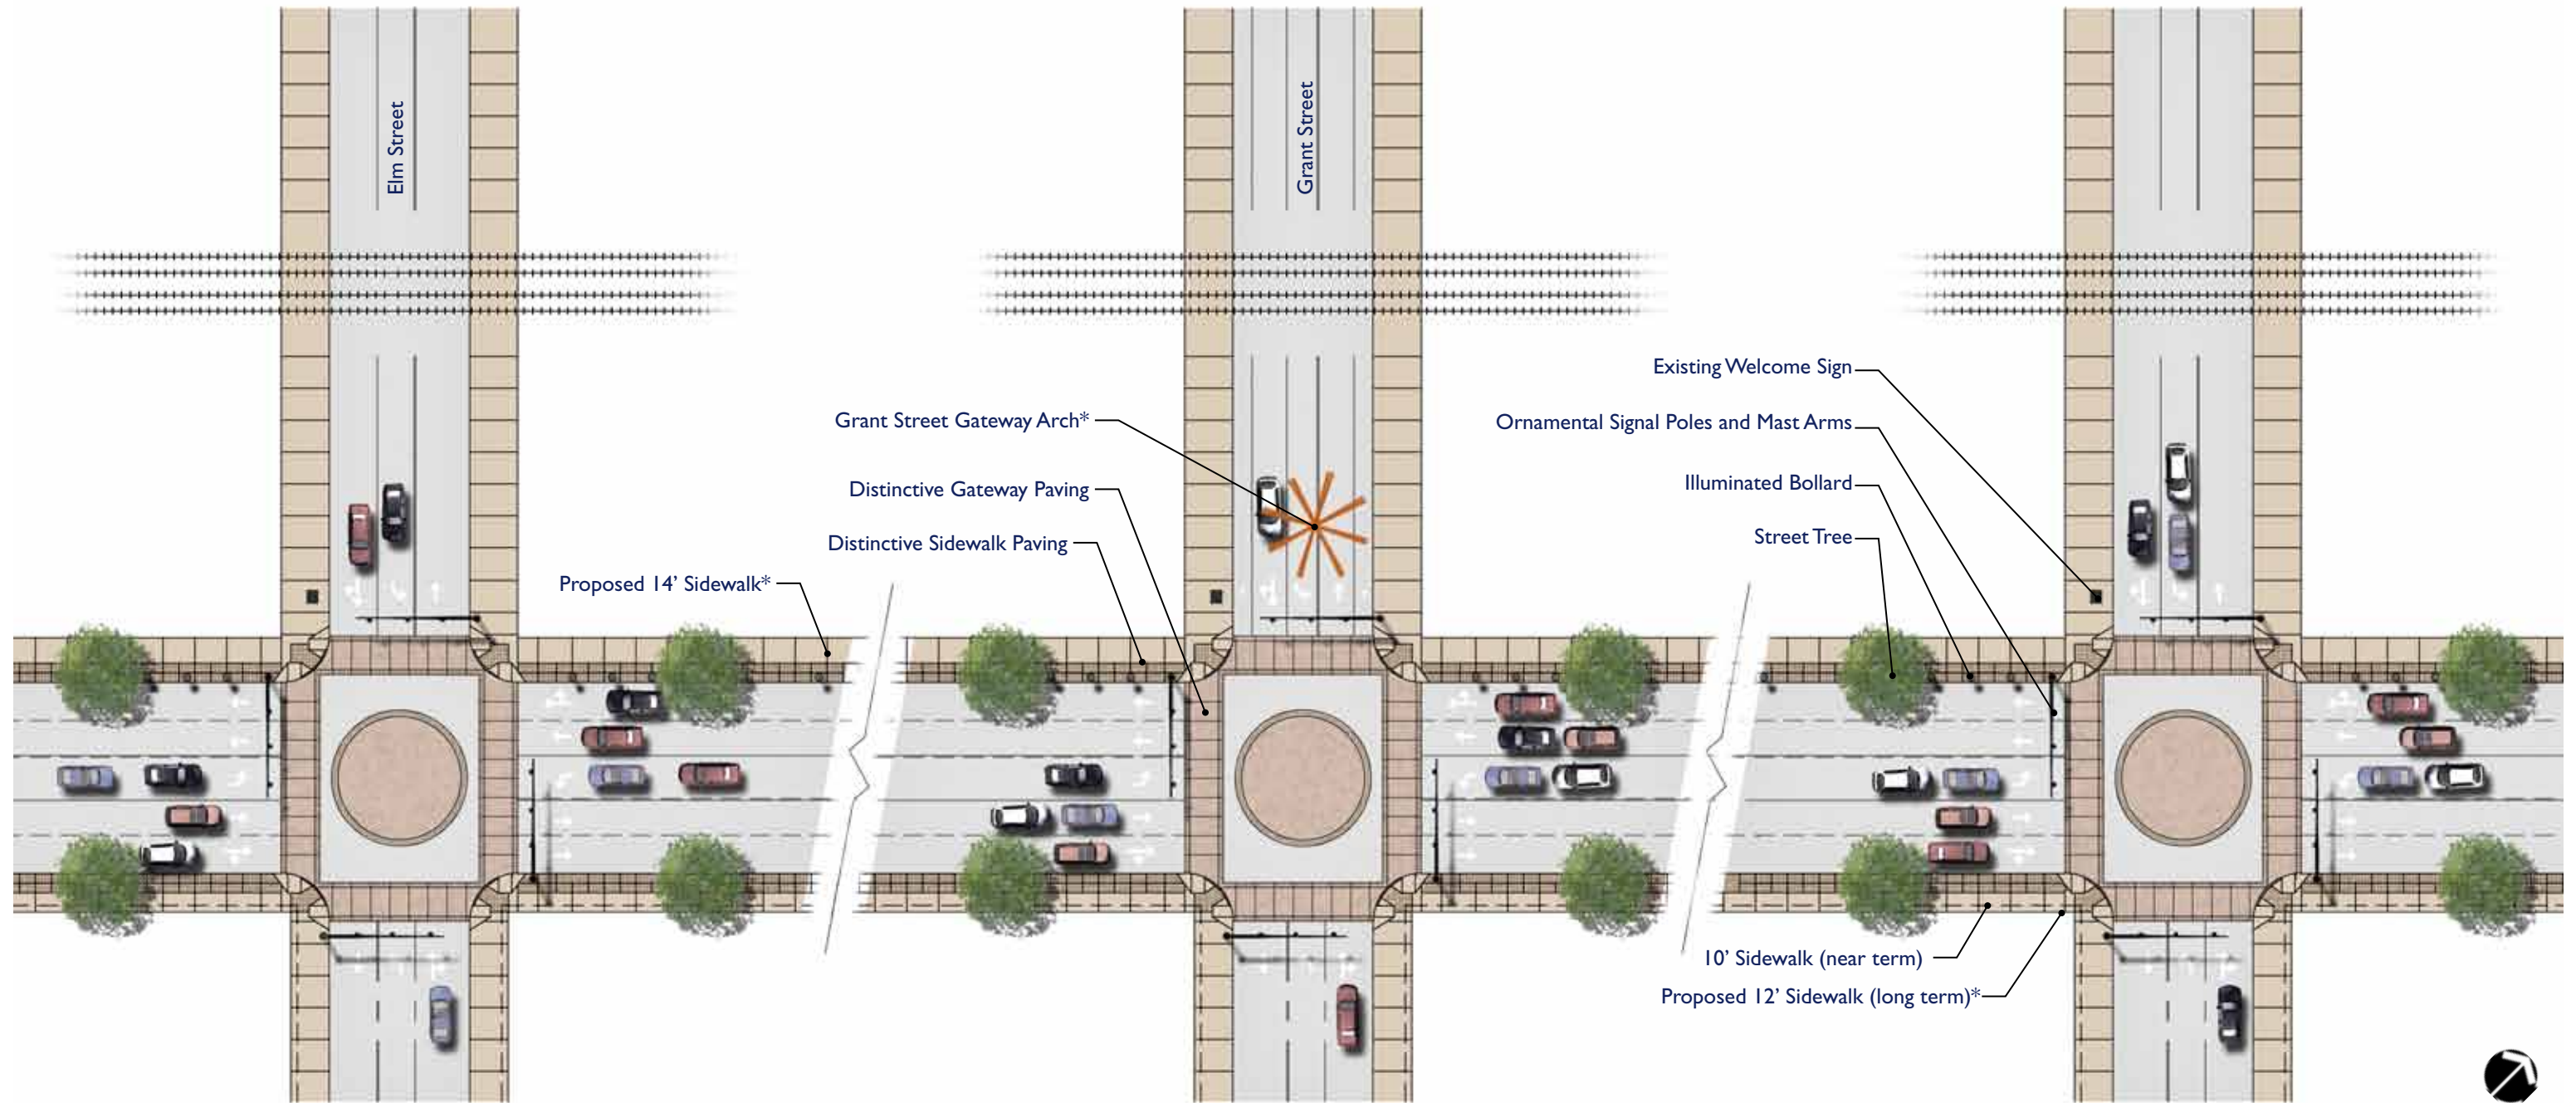 Elm Street
Grant Street
Existing Welcome Sign
Grant Street Gateway Arch*
Ornamental Signal Poles and Mast Arms
Distinctive Gateway Paving
Illuminated Bollard
Distinctive Sidewalk Paving
Street Tree
Proposed 14’ Sidewalk*
10’ Sidewalk (near term)
Proposed 12’ Sidewalk (long term)*